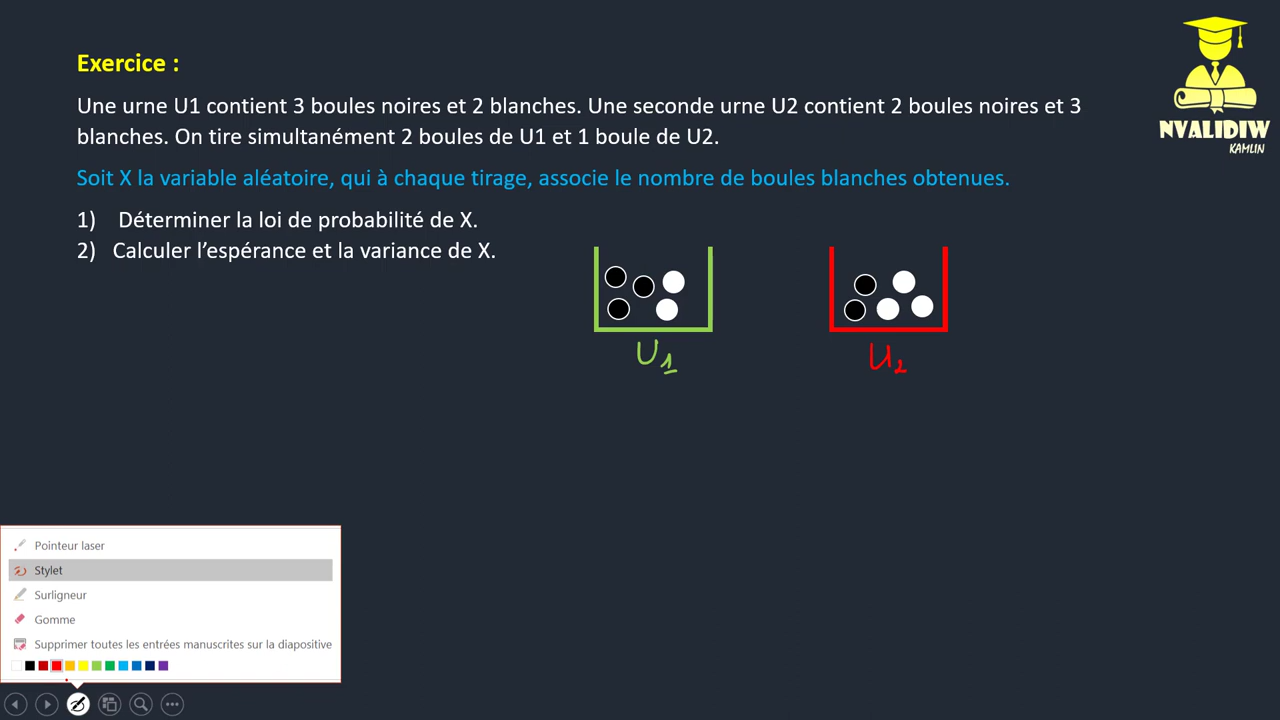 Exercice :
Une urne U1 contient 3 boules noires et 2 blanches. Une seconde urne U2 contient 2 boules noires et 3
blanches. On tire simultanément 2 boules de U1 et 1 boule de U2.
Soit X la variable aléatoire, qui à chaque tirage, associe le nombre de boules blanches obtenues.
1) Déterminer la loi de probabilité de X.
2) Calculer l’espérance et la variance de X.
U1
U2
NVALIDIW
KAMLIN
Pointeur laser
Stylet
Surligneur
Gomme
Supprimer toutes les entrées manuscrites sur la diapositive